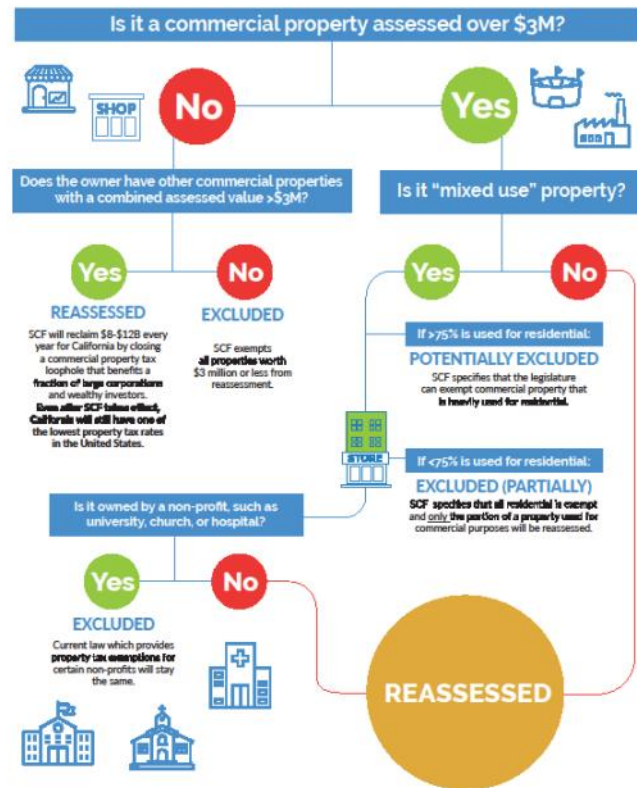 Is it a commercial property assessed over $3M?
SHOP
No
Yes
Does the owner have other commercial properties
with a combined assessed value >$3M?
Is it “mixed use” property?
Yes
No
Yes
No
REASSESSED
SCF will reclaim $8-$12B every
year for California by closing
a commercial property tax
loophole that benefits a
fraction of large corporations
and wealthy investors.
Even after SCF takes effect,
California will still have one of
the lowest property tax rates
in the United States.
EXCLUDED
SCF exempts
all properties worth
$3 million or less from
reassessment.
If >75% is used for residential:
POTENTIALLY EXCLUDED
SCF specifies that the legislature
can exempt commercial property that
is heavily used for residential.
STORE
If <75% is used for residential:
EXCLUDED (PARTIALLY)
SCF specifies that all residential is exempt
and only the portion of a property used for
commercial purposes will be reassessed.
Is it owned by a non-profit, such as
university, church, or hospital?
Yes
No
EXCLUDED
Current law which provides
property tax exemptions for
certain non-profits will stay
the same.
REASSESSED